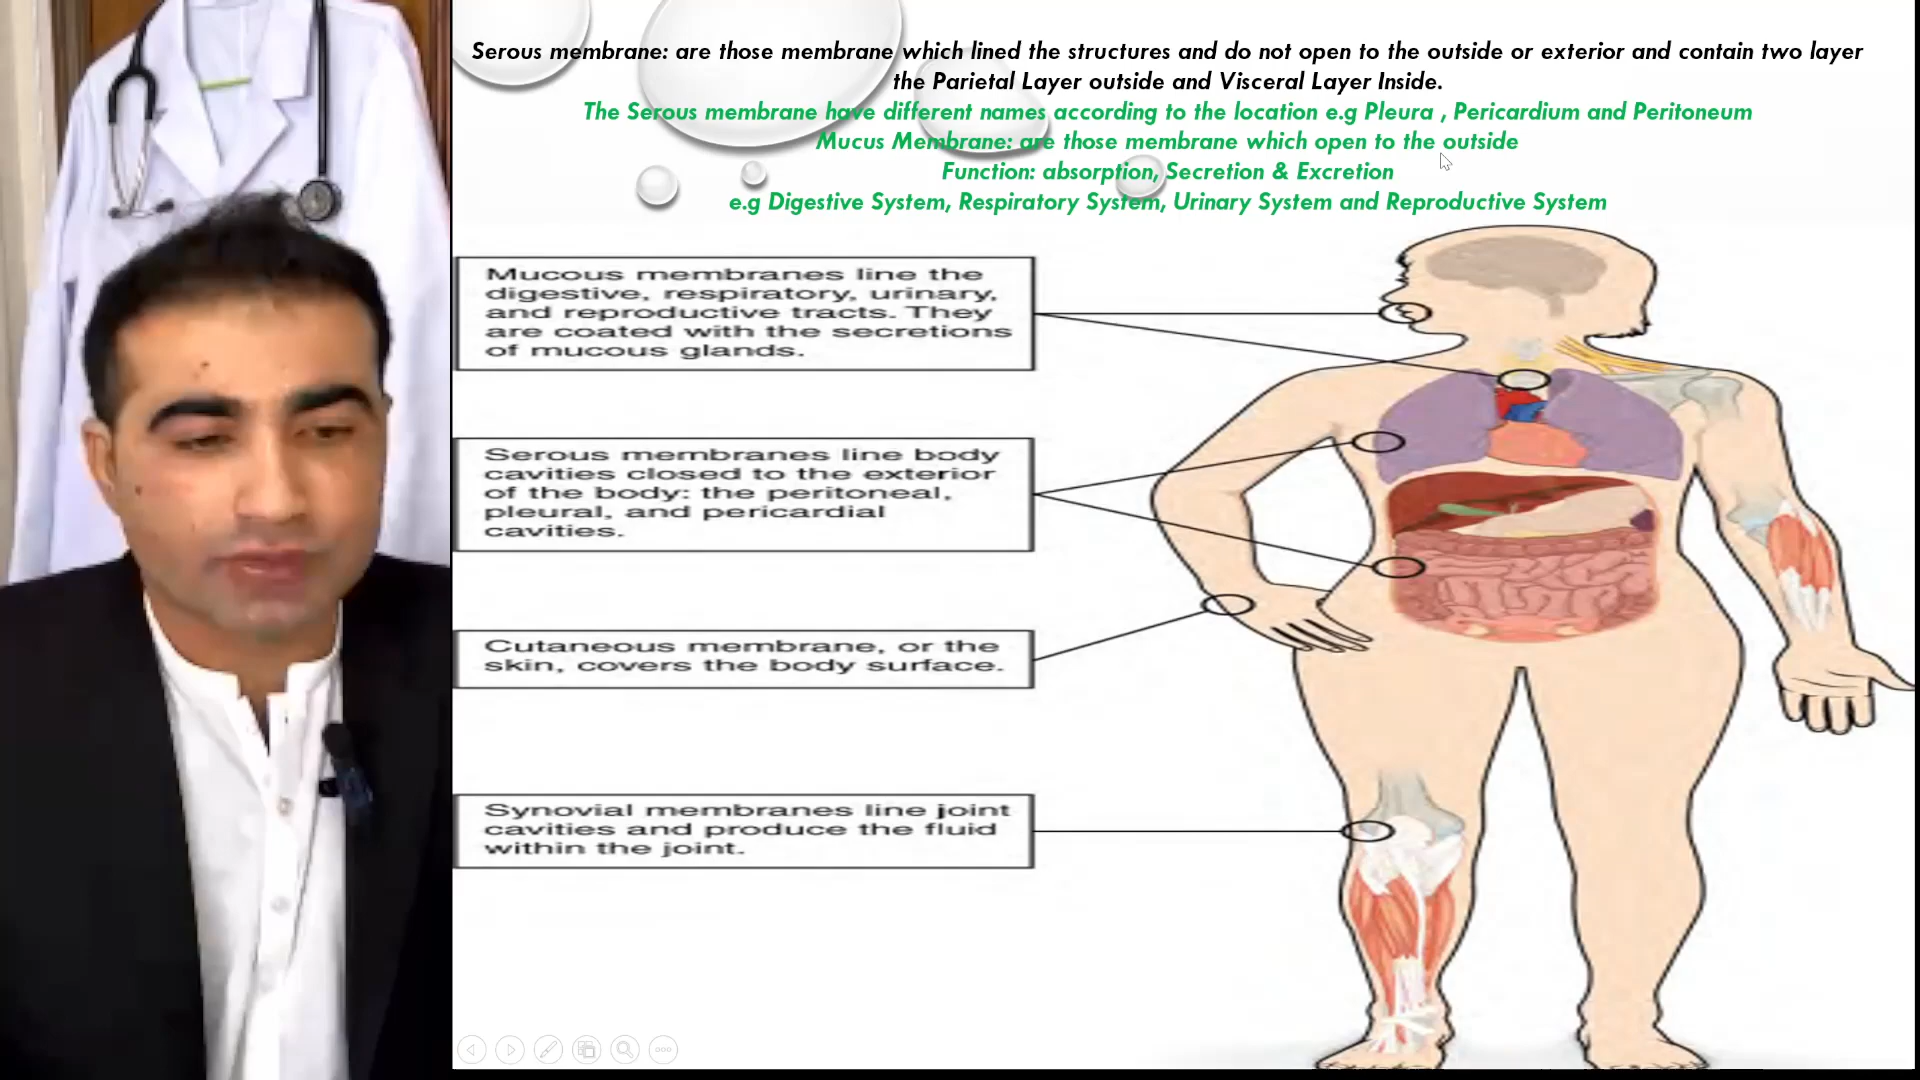 Serous membrane: are those membrane which lined the structures and do not open to the outside or exterior and contain two layer
the Parietal Layer outside and Visceral Layer Inside.
The Serous membrane have different names according to the location e.g Pleura , Pericardium and Peritoneum
Mucus Membrane: are those membrane which open to the outside
Function: absorption, Secretion & Excretion
e.g Digestive System, Respiratory System, Urinary System and Reproductive System
Mucous membranes line the
digestive, respiratory, urinary,
and reproductive tracts. They
are coated with the secretions
of mucous glands.
Serous membranes line body
cavities closed to the exterior
of the body: the peritoneal,
pleural, and pericardial
cavities.
Cutaneous membrane, or the
skin, covers the body surface.
Synovial membranes line joint
cavities and produce the fluid
within the joint.